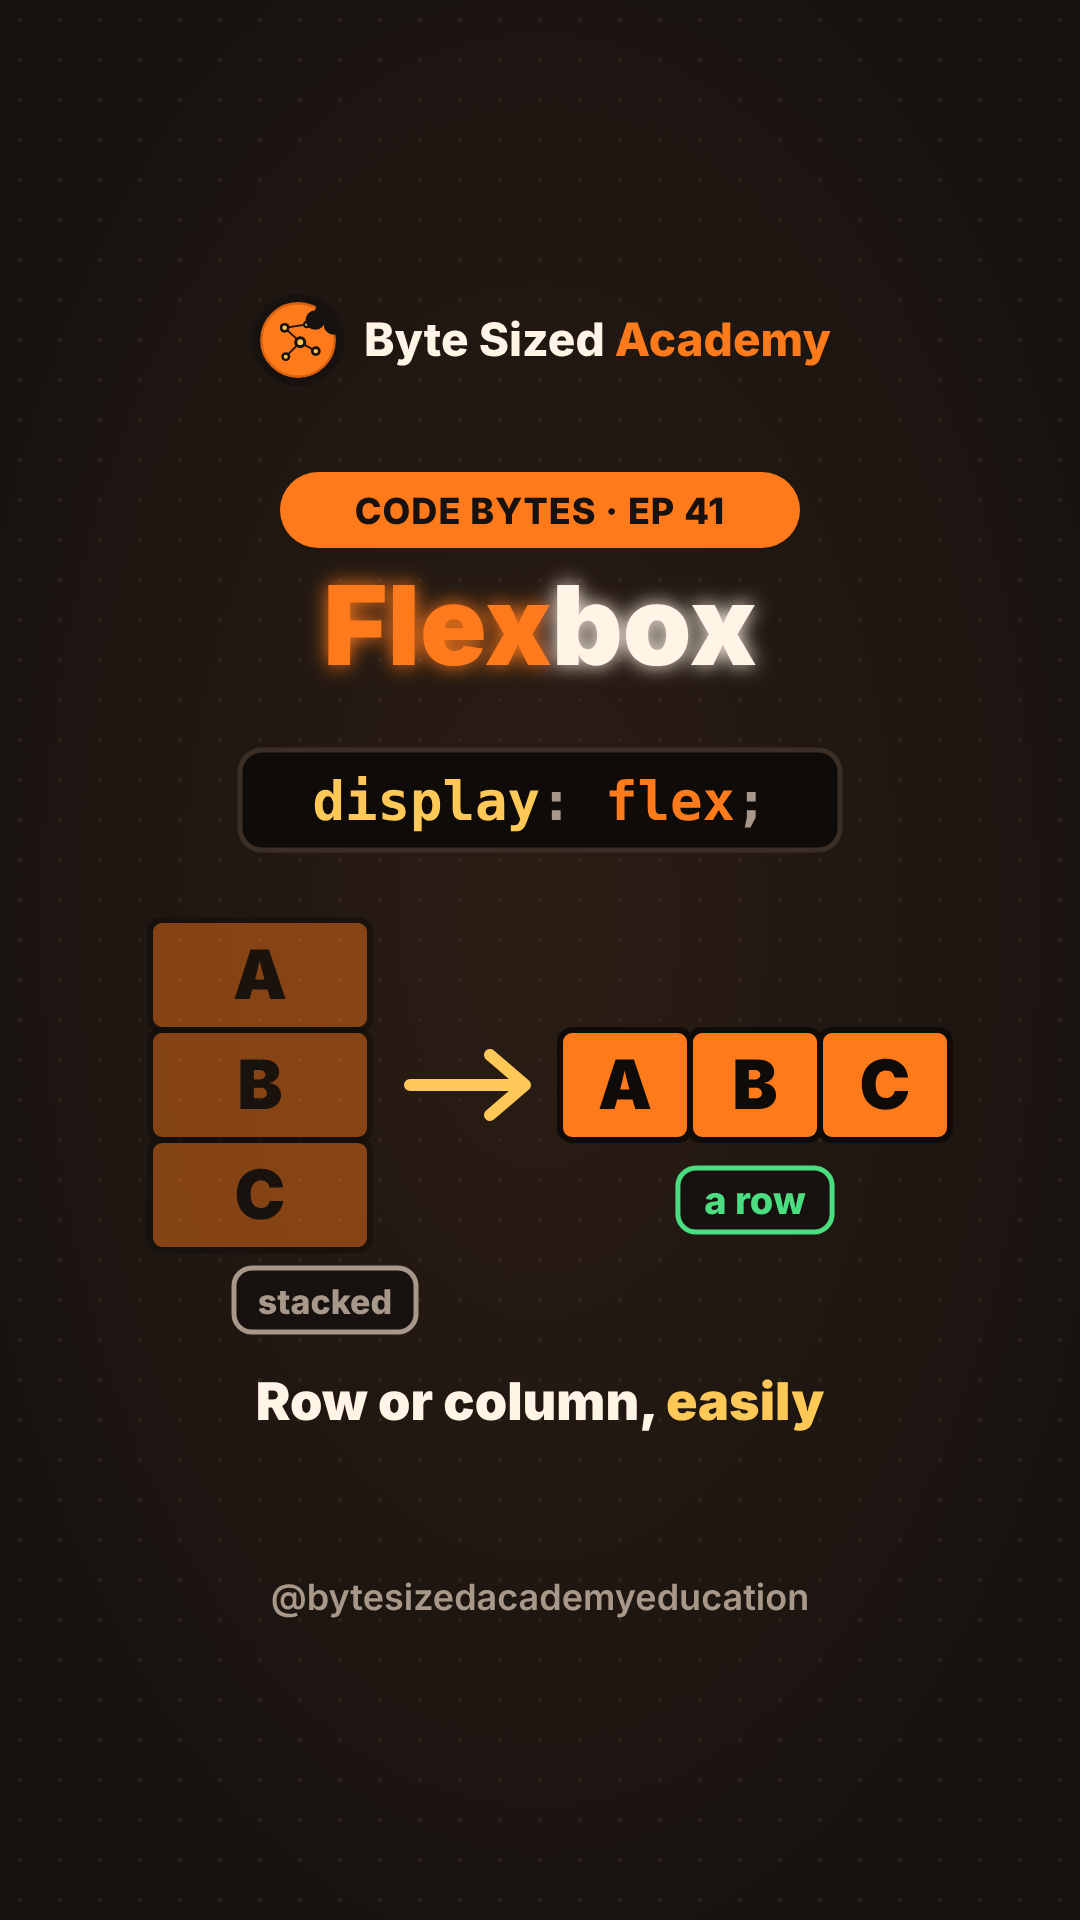 Byte Sized Academy
CODE BYTES · EP 41
Flexbox
display: flex;
A
B
C
A B C
a row
stacked
Row or column, easily
@bytesizedacademyeducation